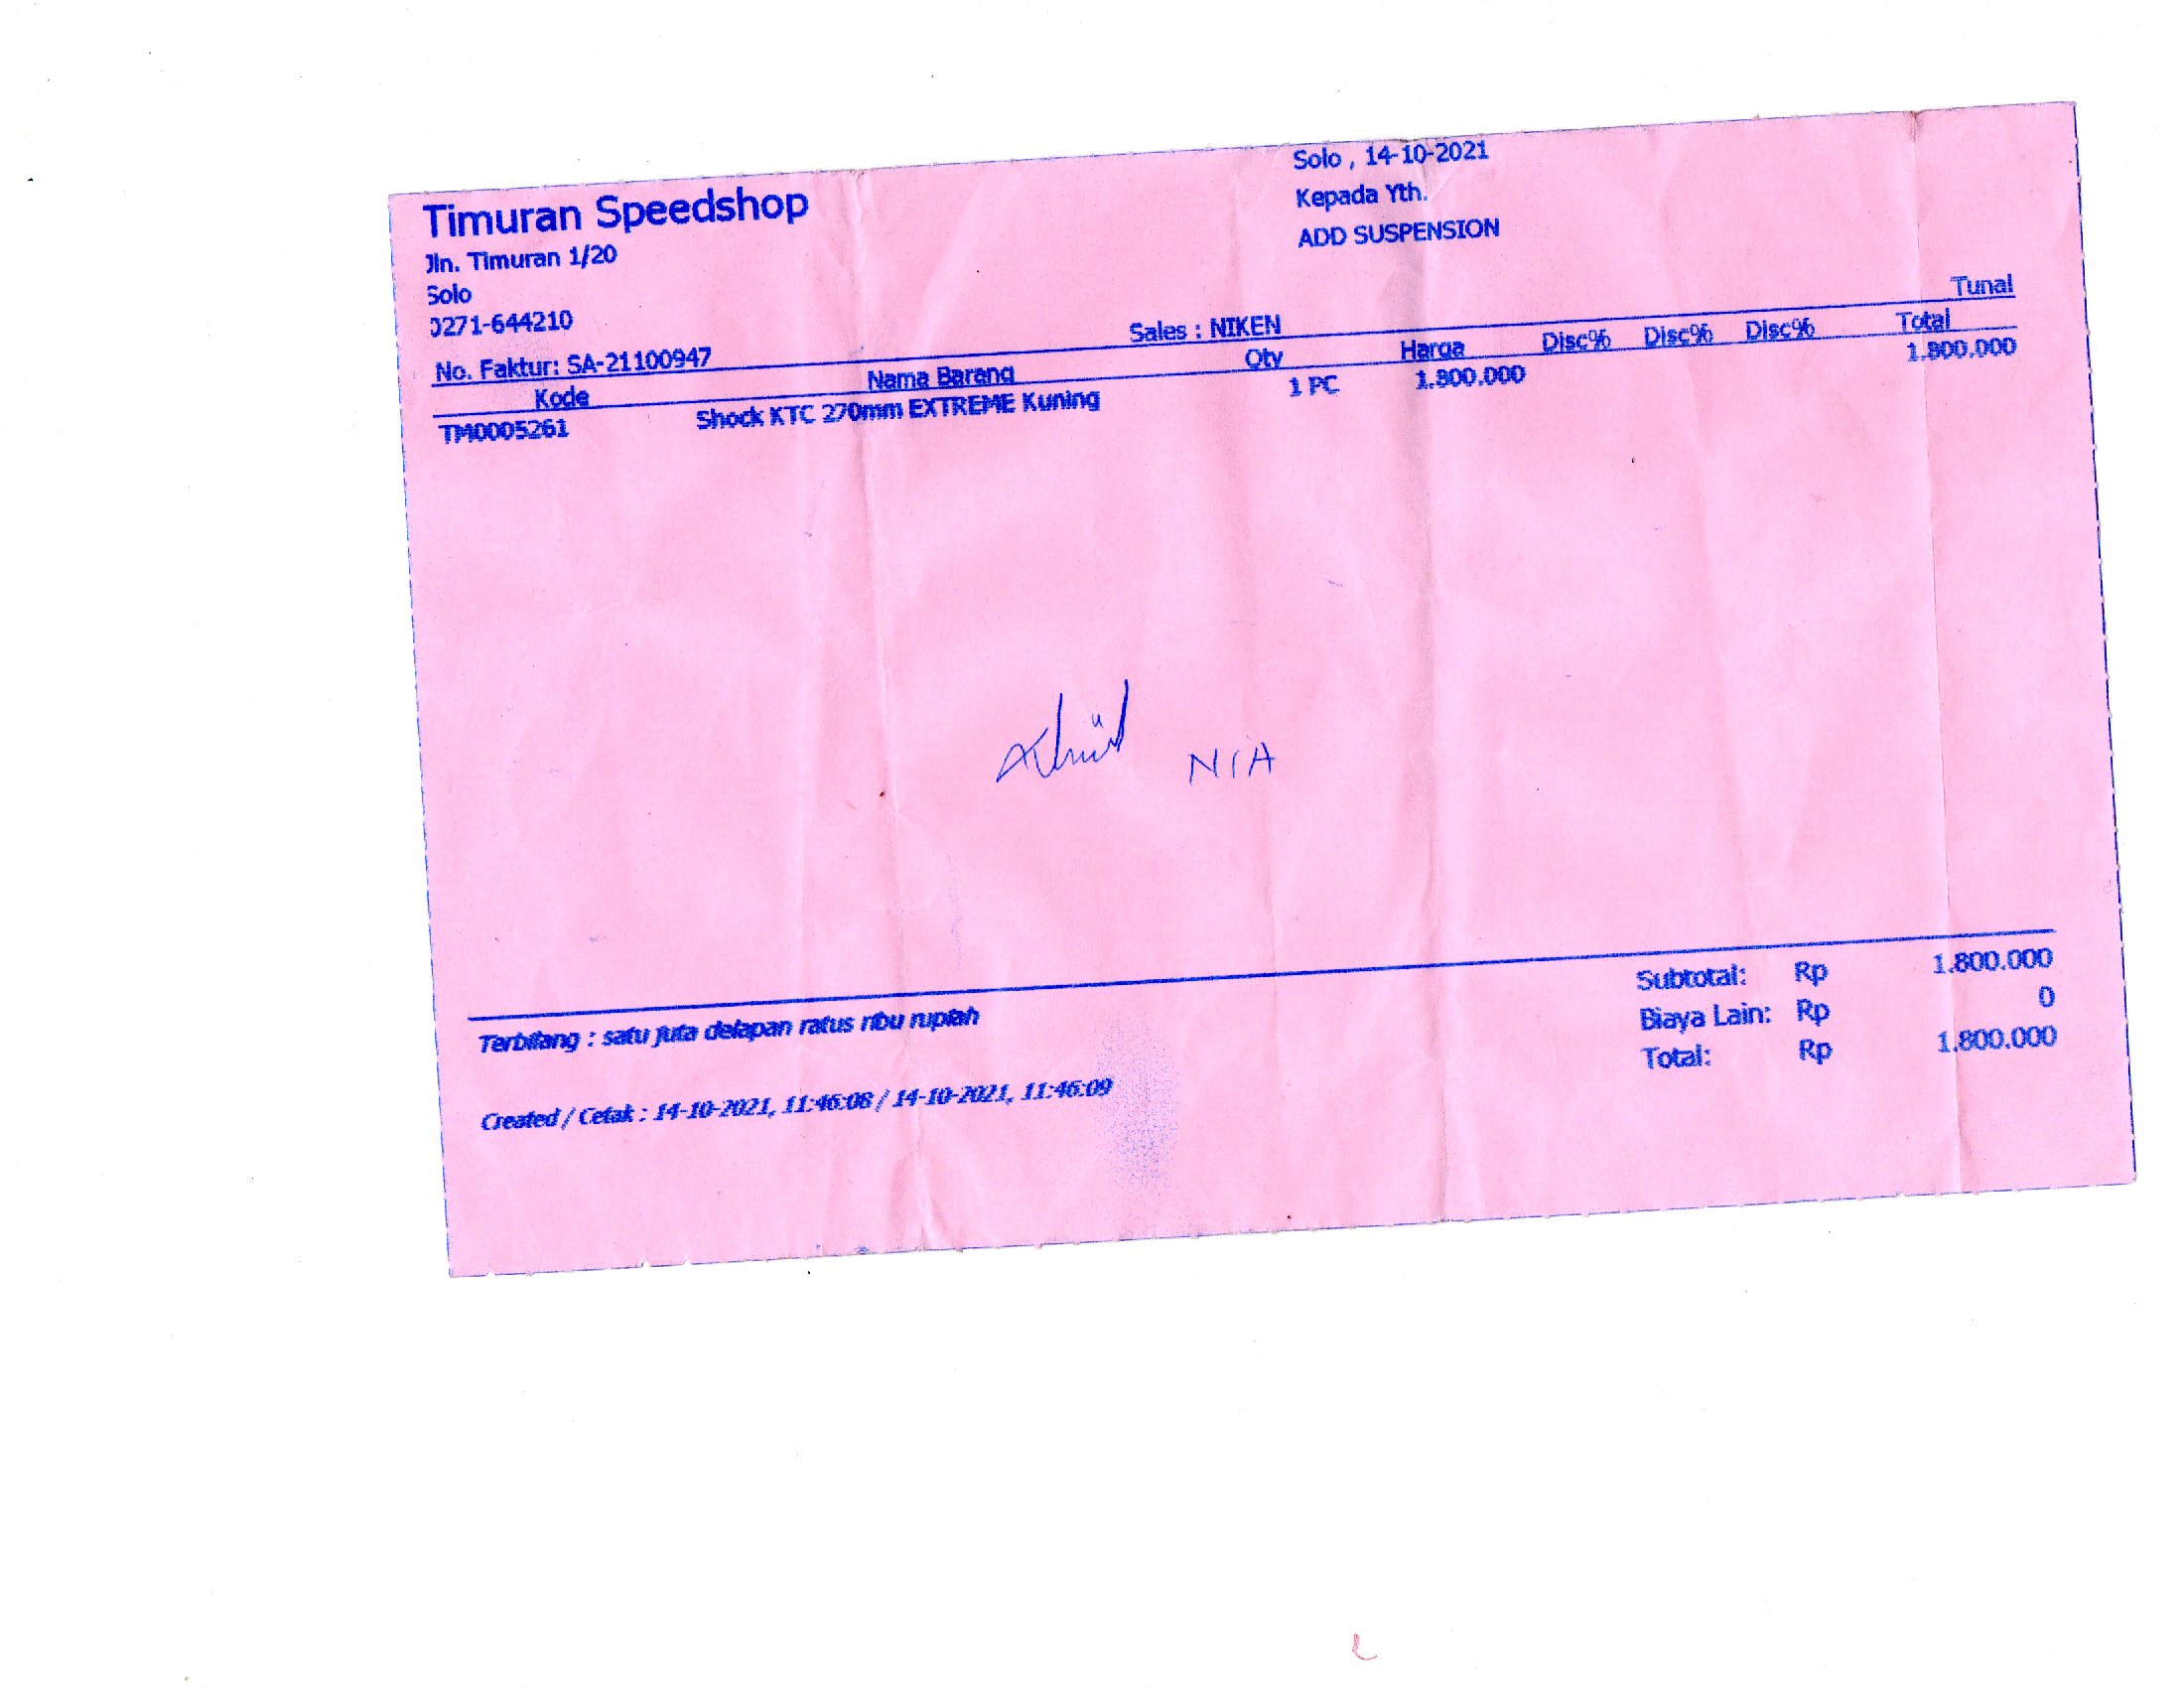 Timuran Speedshop
Jln. Timuran 1/20
Solo
0271-644210
Solo , 14-10-2021
Kepada Yth.
ADD SUSPENSION
Tunai
No. Faktur: SA-21100947 Sales : NIKEN
Kode Nama Barang Qty Harga Disc% Disc% Disc% Total
TM0005261 Shock KTC 270mm EXTREME Kuning 1 PC 1.800.000 1.800.000
NIA
Subtotal: Rp 1.800.000
Biaya Lain: Rp 0
Total: Rp 1.800.000
Terbilang : satu juta delapan ratus ribu rupiah
Created / Cetak : 14-10-2021, 11:46:08 / 14-10-2021, 11:46:09